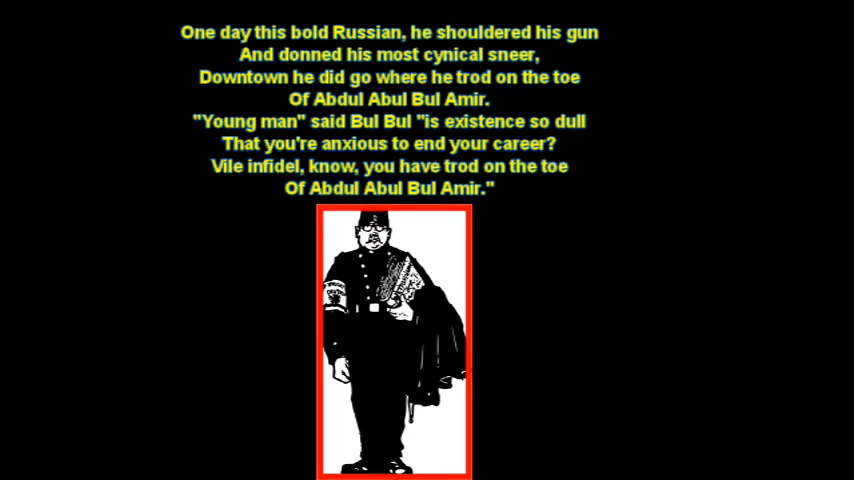 One day this bold Russian, he shouldered his gun
And donned his most cynical sneer,
Downtown he did go where he trod on the toe
Of Abdul Abul Bul Amir.
"Young man" said Bul Bul "is existence so dull
That you're anxious to end your career?
Vile infidel, know, you have trod on the toe
Of Abdul Abul Bul Amir."